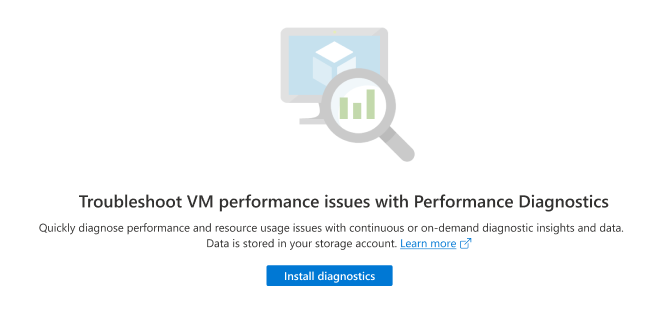 Troubleshoot VM performance issues with Performance Diagnostics
Quickly diagnose performance and resource usage issues with continuous or on-demand diagnostic insights and data.
Data is stored in your storage account. Learn more
Install diagnostics